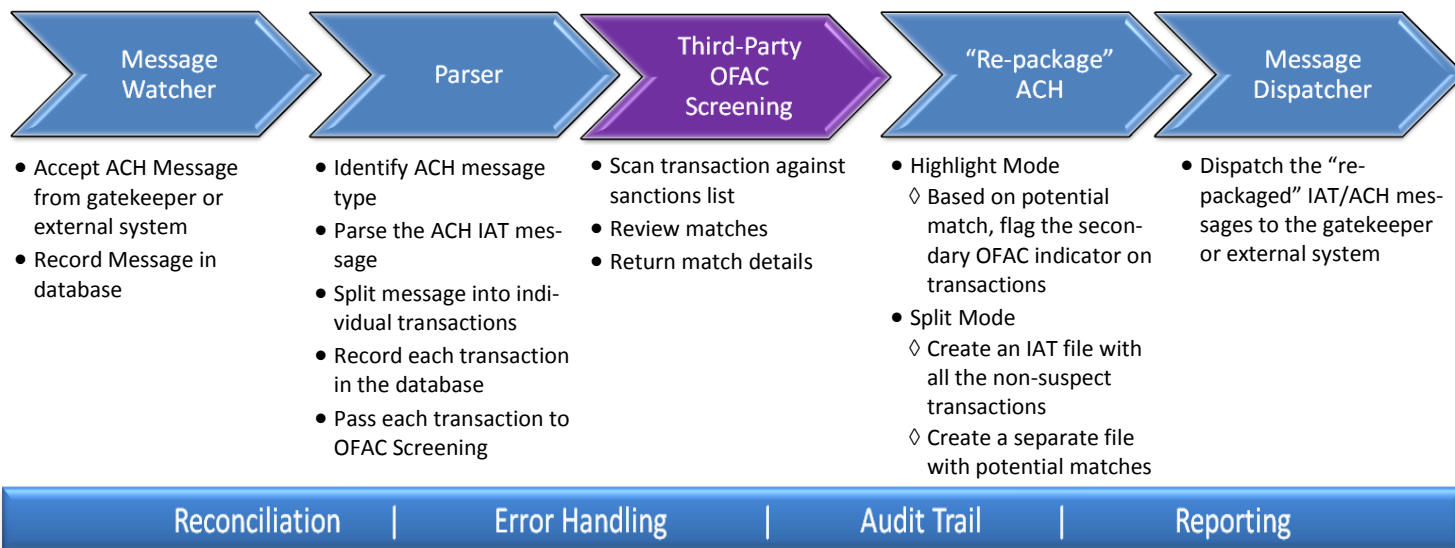 Message
Watcher
Parser
Third-Party
OFAC
Screening
“Re-package”
ACH
Message
Dispatcher
• Accept ACH Message
from gatekeeper or
external system
• Record Message in
database
• Identify ACH message
type
• Parse the ACH IAT mes-
sage
• Split message into indi-
vidual transactions
• Record each transaction
in the database
• Pass each transaction to
OFAC Screening
• Scan transaction against
sanctions list
• Review matches
• Return match details
• Highlight Mode
◊ Based on potential
match, flag the secon-
dary OFAC indicator on
transactions
• Split Mode
◊ Create an IAT file with
all the non-suspect
transactions
◊ Create a separate file
with potential matches
• Dispatch the “re-
packaged” IAT/ACH mes-
sages to the gatekeeper
or external system
Reconciliation | Error Handling | Audit Trail | Reporting